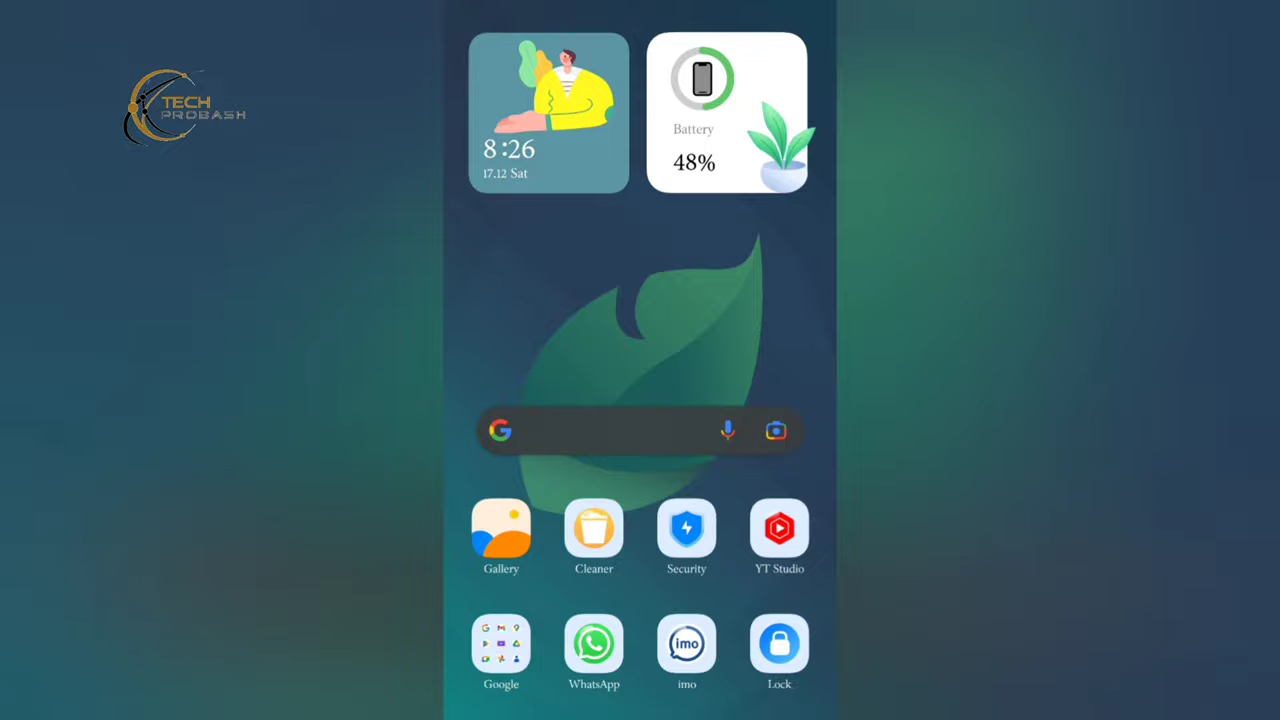 TECH
PROBASH
8:26
17.12 Sat
Battery
48%
Gallery
Cleaner
Security
YT Studio
Google
WhatsApp
imo
imo
Lock